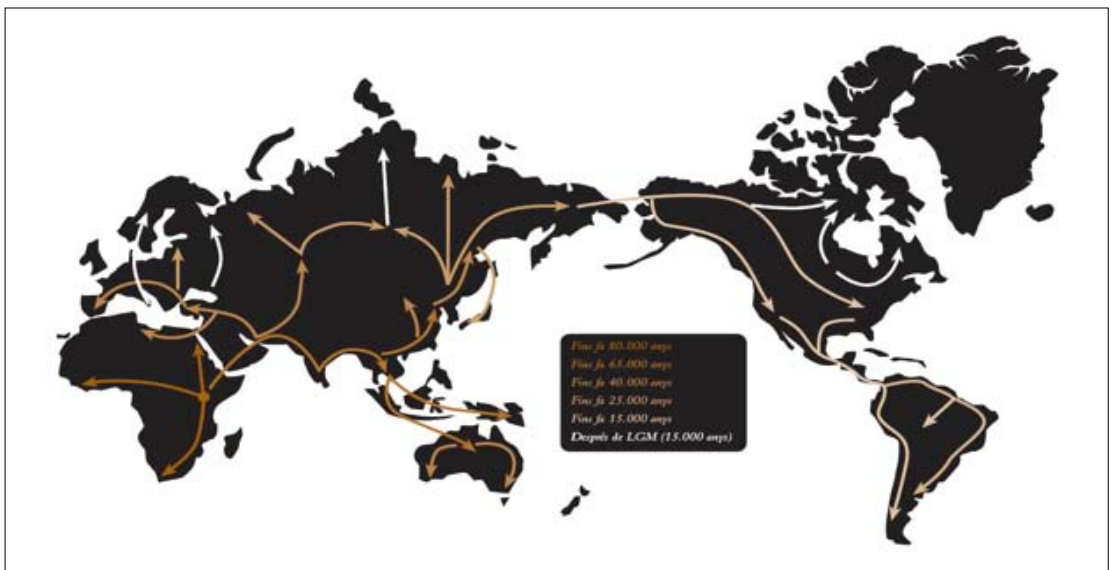 Fins fa 80.000 anys
Fins fa 65.000 anys
Fins fa 40.000 anys
Fins fa 25.000 anys
Fins fa 15.000 anys
Després de LGM (15.000 anys)